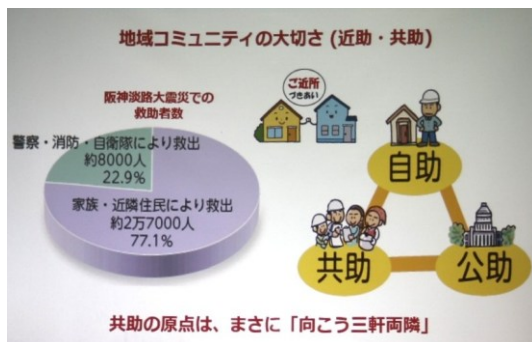 地域コミュニティの大切さ (近助・共助)
阪神淡路大震災での
救助者数
警察・消防・自衛隊により救出
約8000人
22.9%
家族・近隣住民により救出
約2万7000人
77.1%
ご近所
づきあい
自助
共助
公助
共助の原点は、まさに「向こう三軒両隣」